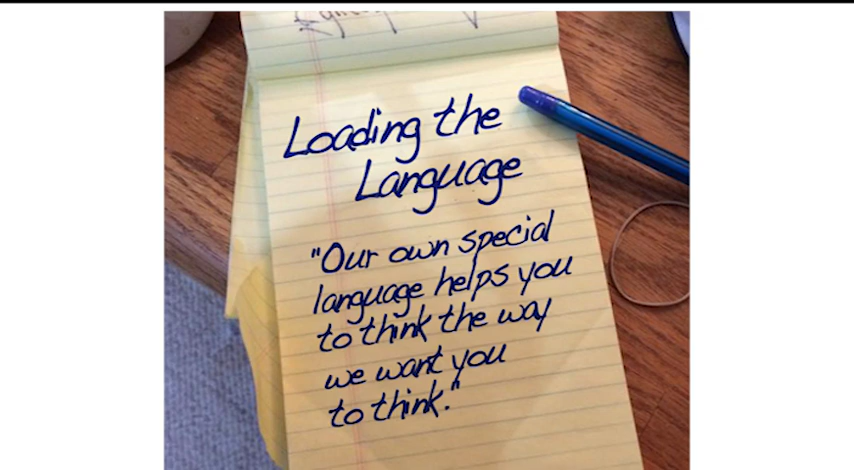 Loading the
Language
"Our own special
language helps you
to think the way
we want you
to think."